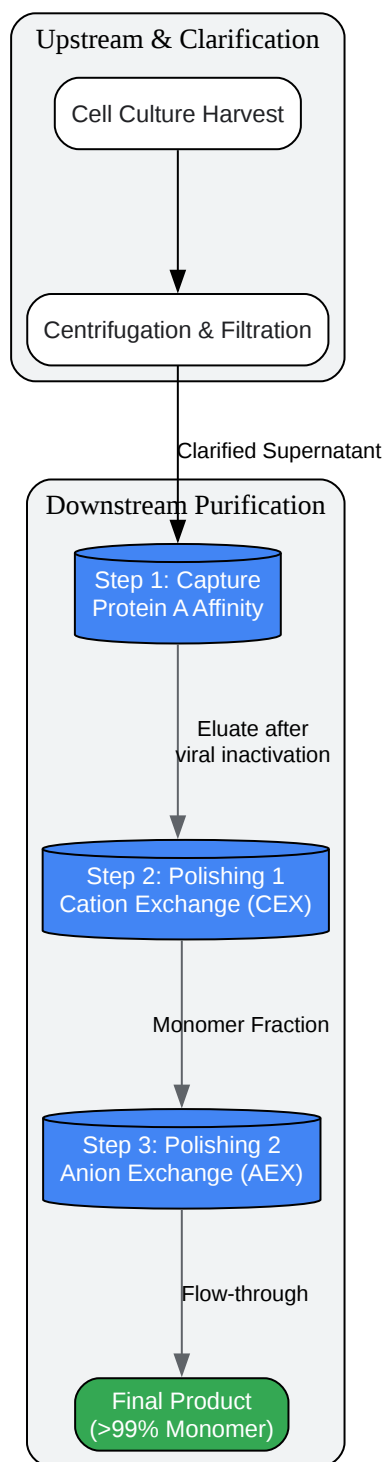 Upstream & Clarification
Cell Culture Harvest
Centrifugation & Filtration
Clarified Supernatant
Downstream Purification
Step 1: Capture
Protein A Affinity
Eluate after
viral inactivation
Step 2: Polishing 1
Cation Exchange (CEX)
Monomer Fraction
Step 3: Polishing 2
Anion Exchange (AEX)
Flow-through
Final Product
(>99% Monomer)